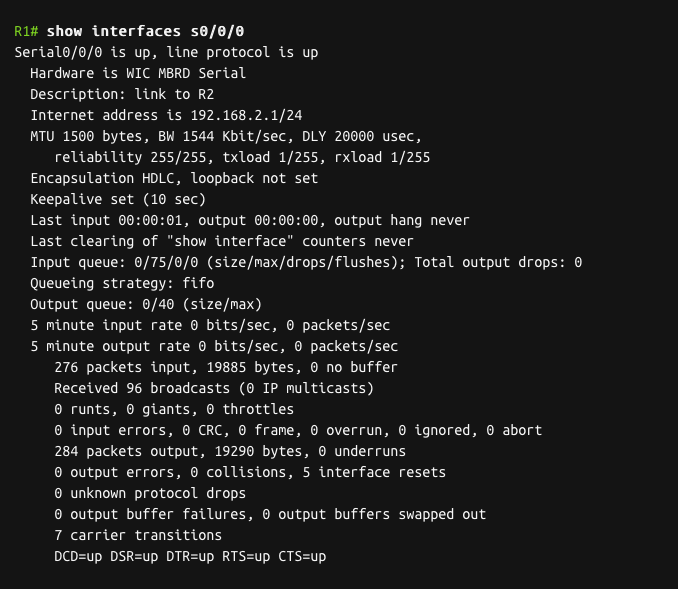 R1# show interfaces s0/0/0
Serial0/0/0 is up, line protocol is up
Hardware is WIC MBRD Serial
Description: link to R2
Internet address is 192.168.2.1/24
MTU 1500 bytes, BW 1544 Kbit/sec, DLY 20000 usec,
reliability 255/255, txload 1/255, rxload 1/255
Encapsulation HDLC, loopback not set
Keepalive set (10 sec)
Last input 00:00:01, output 00:00:00, output hang never
Last clearing of "show interface" counters never
Input queue: 0/75/0/0 (size/max/drops/flushes); Total output drops: 0
Queueing strategy: fifo
Output queue: 0/40 (size/max)
5 minute input rate 0 bits/sec, 0 packets/sec
5 minute output rate 0 bits/sec, 0 packets/sec
276 packets input, 19885 bytes, 0 no buffer
Received 96 broadcasts (0 IP multicasts)
0 runts, 0 giants, 0 throttles
0 input errors, 0 CRC, 0 frame, 0 overrun, 0 ignored, 0 abort
284 packets output, 19290 bytes, 0 underruns
0 output errors, 0 collisions, 5 interface resets
0 unknown protocol drops
0 output buffer failures, 0 output buffers swapped out
7 carrier transitions
DCD=up DSR=up DTR=up RTS=up CTS=up